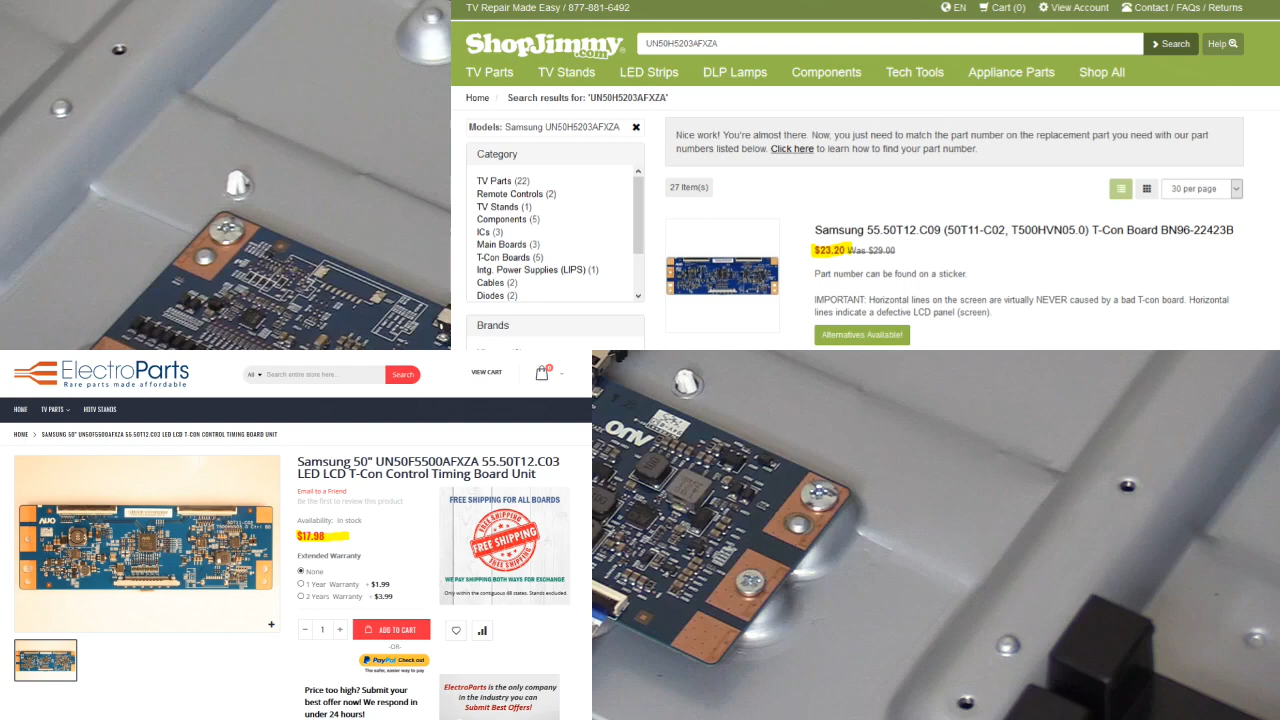 TV Repair Made Easy / 877-881-6492
EN Cart (0) View Account Contact / FAQs / Returns
ShopJimmy.com
UN50H5203AFXZA
Search
Help
TV Parts TV Stands LED Strips DLP Lamps Components Tech Tools Appliance Parts Shop All
Home / Search results for: 'UN50H5203AFXZA'
Models: Samsung UN50H5203AFXZA
Category
TV Parts (22)
Remote Controls (2)
TV Stands (1)
Components (5)
ICs (3)
Main Boards (3)
T-Con Boards (5)
Intg. Power Supplies (LIPS) (1)
Cables (2)
Diodes (2)
Brands
Nice work! You're almost there. Now, you just need to match the part number on the replacement part you need with our part
numbers listed below. Click here to learn how to find your part number.
27 Item(s)
30 per page
Samsung 55.50T12.C09 (50T11-C02, T500HVN05.0) T-Con Board BN96-22423B
$23.20 Was $29.00
Part number can be found on a sticker.
IMPORTANT: Horizontal lines on the screen are virtually NEVER caused by a bad T-con board. Horizontal
lines indicate a defective LCD panel (screen).
Alternatives Available!
ElectroParts
Rare parts made affordable
All
Search entire store here...
Search
VIEW CART
0
HOME TV PARTS HDTV STANDS
HOME > SAMSUNG 50" UN50F5500AFXZA 55.50T12.C03 LED LCD T-CON CONTROL TIMING BOARD UNIT
AUO
50T11-C02
T500HVN05.0 Ctrl BD
Samsung 50" UN50F5500AFXZA 55.50T12.C03
LED LCD T-Con Control Timing Board Unit
Email to a Friend
Be the first to review this product
Availability: In stock
$17.98
Extended Warranty
None
1 Year Warranty + $1.99
2 Years Warranty + $3.99
− 1 +
ADD TO CART
-OR-
PayPal Check out
The safer, easier way to pay
Price too high? Submit your
best offer now! We respond in
under 24 hours!
FREE SHIPPING FOR ALL BOARDS
FREE SHIPPING
FREE SHIPPING
FREE SHIPPING
WE PAY SHIPPING BOTH WAYS FOR EXCHANGE
Only within the contiguous 48 states. Stands excluded.
ElectroParts is the only company
in the industry you can
Submit Best Offers!
AUO